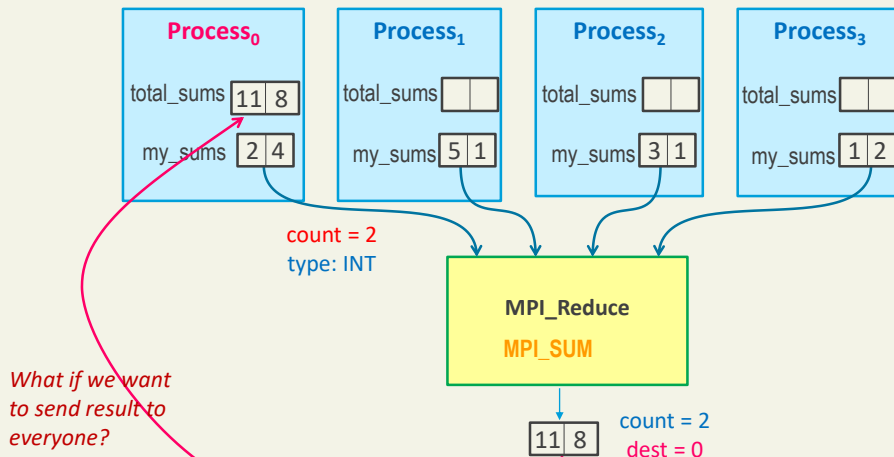 Process0 Process1 Process2 Process3
total_sums 11 8 total_sums total_sums total_sums
my_sums 2 4 my_sums 5 1 my_sums 3 1 my_sums 1 2
count = 2
type: INT
MPI_Reduce
MPI_SUM
What if we want
to send result to
everyone?
11 8
count = 2
dest = 0